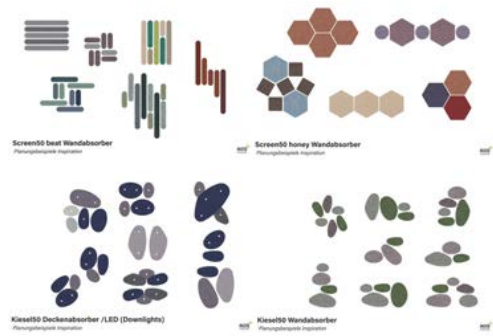 Screen50 beat Wandabsorber
Planungsbeispiele Inspiration
Screen50 honey Wandabsorber
Planungsbeispiele Inspiration
Kiesel50 Deckenabsorber /LED (Downlights)
Planungsbeispiele Inspiration
Kiesel50 Wandabsorber
Planungsbeispiele Inspiration